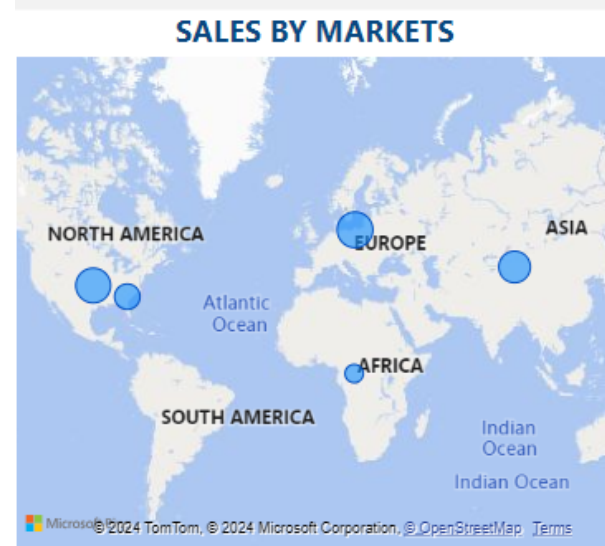 SALES BY MARKETS
NORTH AMERICA
EUROPE
ASIA
Atlantic
Ocean
AFRICA
SOUTH AMERICA
Indian
Ocean
Indian Ocean
© 2024 TomTom, © 2024 Microsoft Corporation, © OpenStreetMap Terms